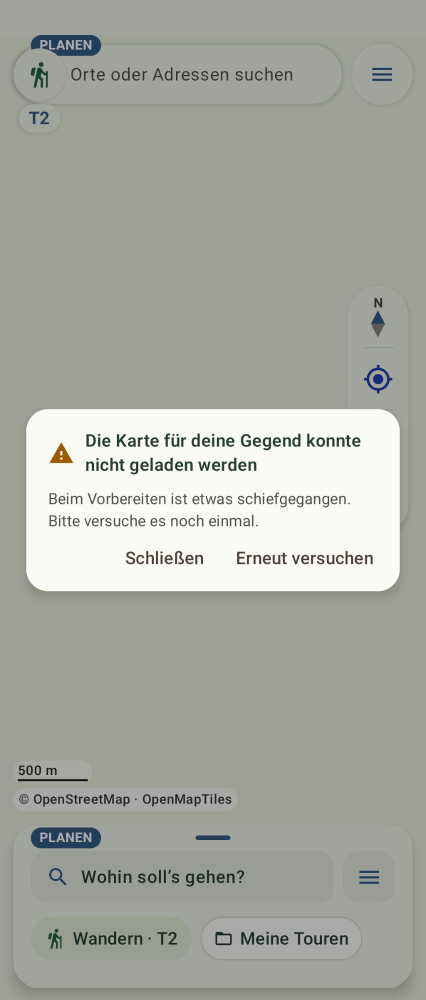 PLANEN
Orte oder Adressen suchen
T2
N
Die Karte für deine Gegend konnte
nicht geladen werden
Beim Vorbereiten ist etwas schiefgegangen.
Bitte versuche es noch einmal.
Schließen Erneut versuchen
500 m
© OpenStreetMap · OpenMapTiles
PLANEN
Wohin soll’s gehen?
Wandern · T2 Meine Touren